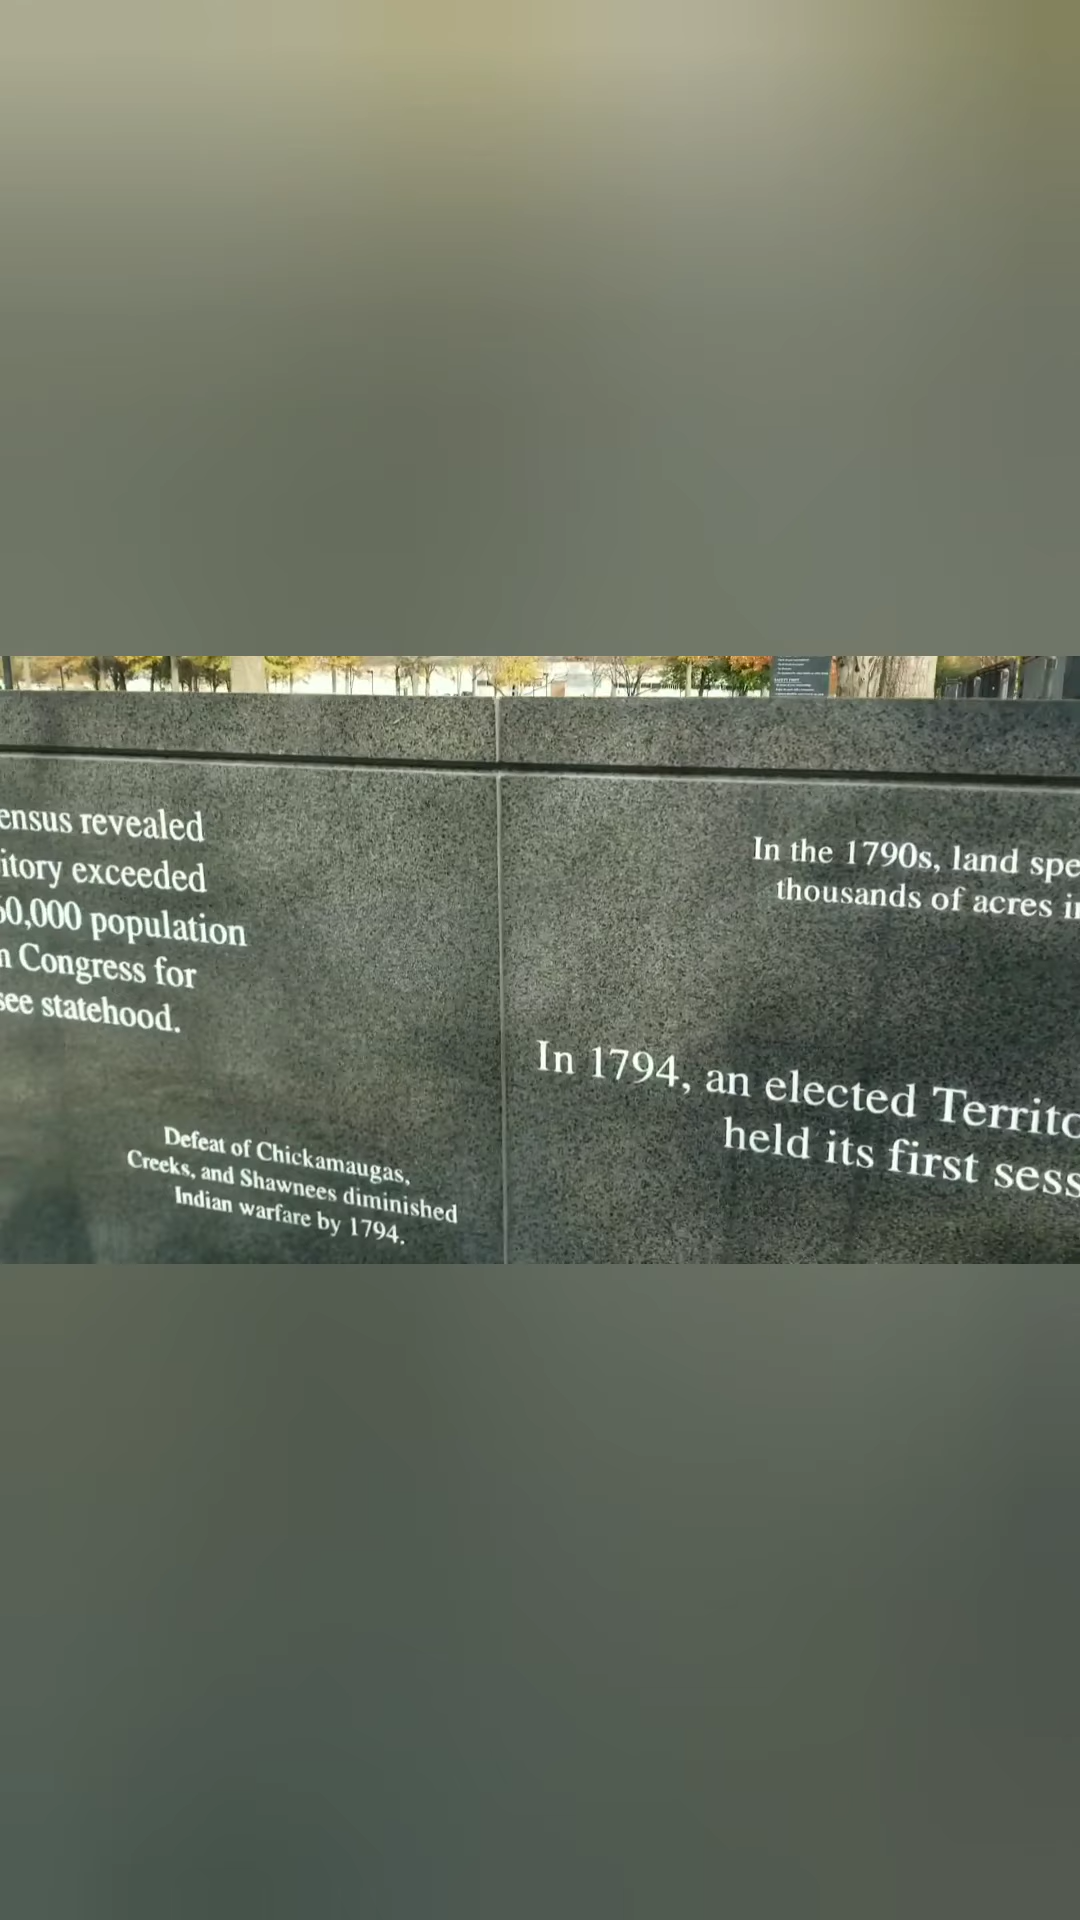 ensus revealed
itory exceeded
60,000 population
n Congress for
see statehood.
Defeat of Chickamaugas,
Creeks, and Shawnees diminished
Indian warfare by 1794.
In the 1790s, land spe
thousands of acres in
In 1794, an elected Territo
held its first sess